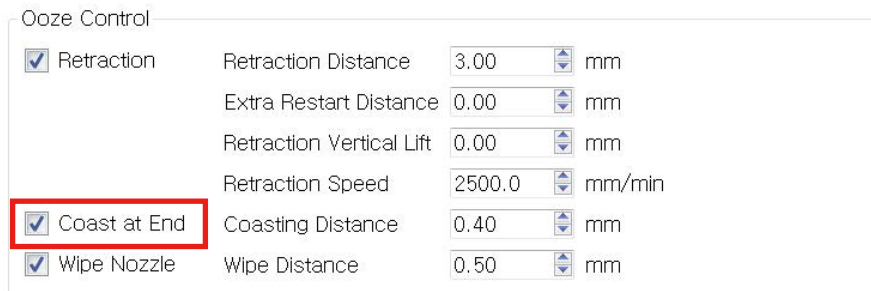 Ooze Control
Retraction Retraction Distance 3.00 mm
Extra Restart Distance 0.00 mm
Retraction Vertical Lift 0.00 mm
Retraction Speed 2500.0 mm/min
Coast at End Coasting Distance 0.40 mm
Wipe Nozzle Wipe Distance 0.50 mm